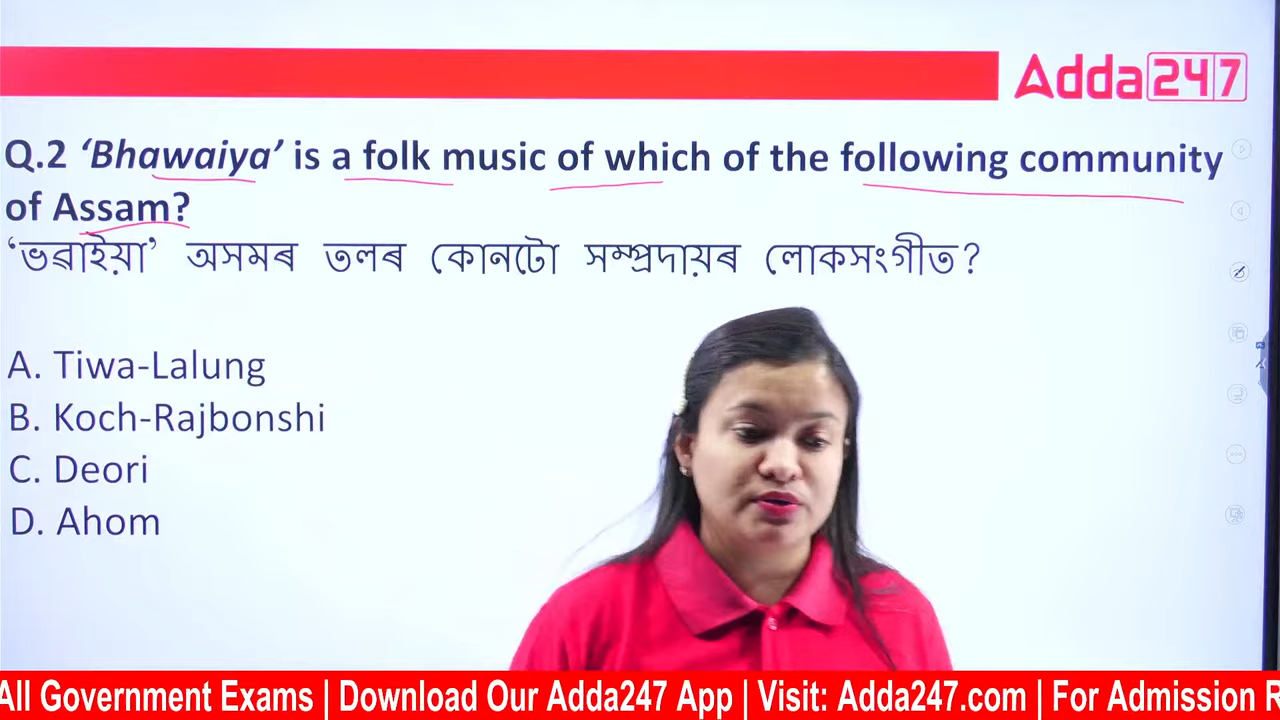 Adda247
Q.2 ‘Bhawaiya’ is a folk music of which of the following community
of Assam?
‘ভৱাইয়া’ অসমৰ তলৰ কোনটো সম্প্ৰদায়ৰ লোকসংগীত?
A. Tiwa-Lalung
B. Koch-Rajbonshi
C. Deori
D. Ahom
All Government Exams | Download Our Adda247 App | Visit: Adda247.com | For Admission R